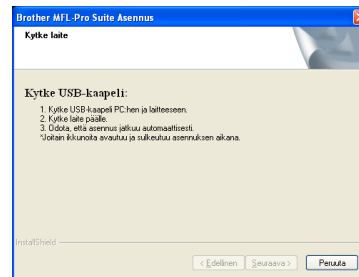 Brother MFL-Pro Suite Asennus
Kytke laite
Kytke USB-kaapeli:
1. Kytke USB-kaapeli PC:hen ja laitteeseen.
2. Kytke laite päälle.
3. Odota, että asennus jatkuu automaattisesti.
*Joitain ikkunoita avautuu ja sulkeutuu asennuksen aikana.
InstallShield
< Edellinen Seuraava > Peruuta